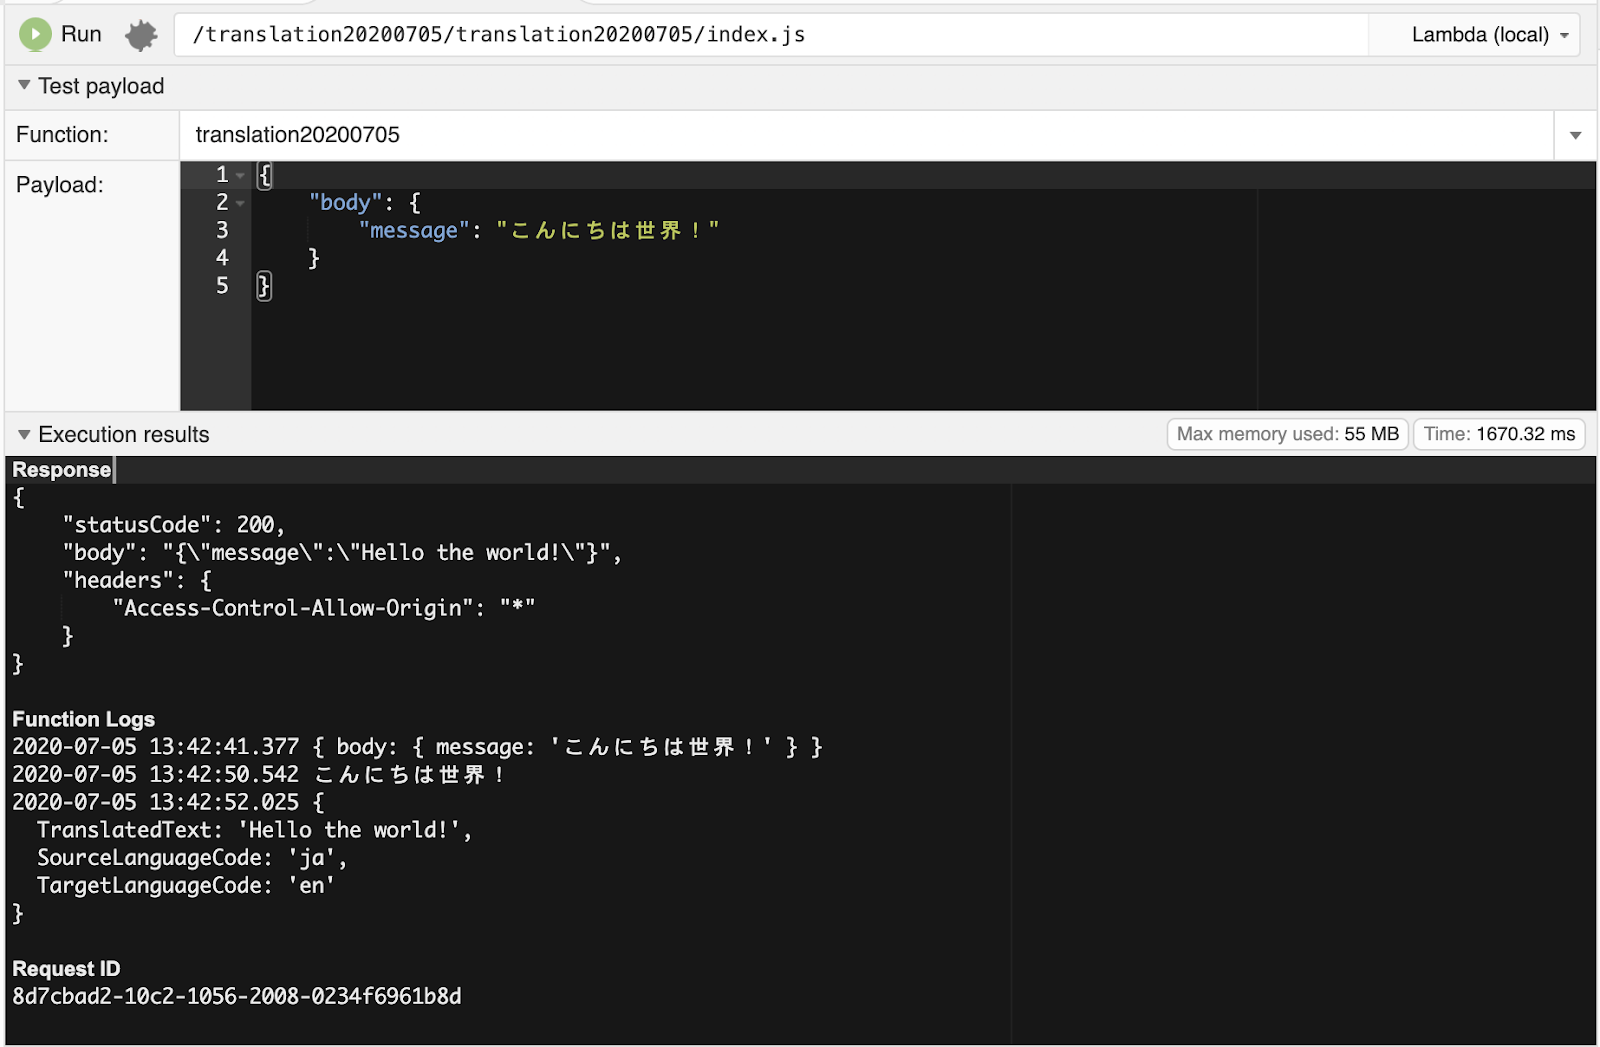 Run
/translation20200705/translation20200705/index.js
Lambda (local)
Test payload
Function:
translation20200705
Payload:
1 {
2     "body": {
3         "message": "こんにちは世界！"
4     }
5 }
Execution results
Max memory used: 55 MB
Time: 1670.32 ms
Response
{
    "statusCode": 200,
    "body": "{\"message\":\"Hello the world!\"}",
    "headers": {
        "Access-Control-Allow-Origin": "*"
    }
}
Function Logs
2020-07-05 13:42:41.377 { body: { message: 'こんにちは世界！' } }
2020-07-05 13:42:50.542 こんにちは世界！
2020-07-05 13:42:52.025 {
  TranslatedText: 'Hello the world!',
  SourceLanguageCode: 'ja',
  TargetLanguageCode: 'en'
}
Request ID
8d7cbad2-10c2-1056-2008-0234f6961b8d